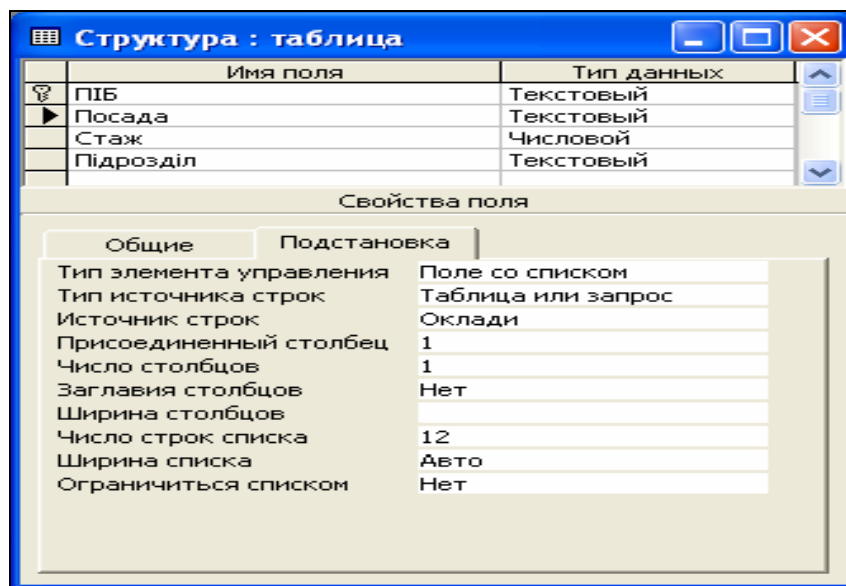 Структура : таблица
Имя поля Тип данных
ПІБ Текстовый
Посада Текстовый
Стаж Числовой
Підрозділ Текстовый
Свойства поля
Общие Подстановка
Тип элемента управления Поле со списком
Тип источника строк Таблица или запрос
Источник строк Оклади
Присоединенный столбец 1
Число столбцов 1
Заглавия столбцов Нет
Ширина столбцов
Число строк списка 12
Ширина списка Авто
Ограничиться списком Нет